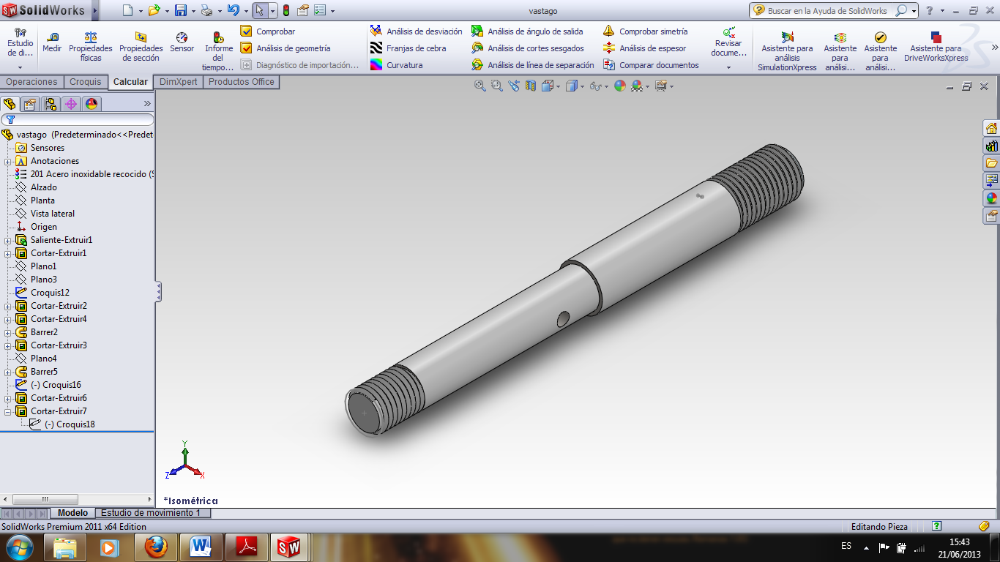 SolidWorks
vastago
Buscar en la Ayuda de SolidWorks
Estudio de di...
Medir
Propiedades físicas
Propiedades de sección
Sensor
Informe del tiempo...
Comprobar
Análisis de geometría
Diagnóstico de importación...
Análisis de desviación
Franjas de cebra
Curvatura
Análisis de ángulo de salida
Análisis de cortes sesgados
Análisis de línea de separación
Comprobar simetría
Análisis de espesor
Comparar documentos
Revisar docume...
Asistente para análisis SimulationXpress
Asistente para análisi...
Asistente para análisi...
Asistente para DriveWorksXpress
Operaciones
Croquis
Calcular
DimXpert
Productos Office
vastago (Predeterminado<<Predet
Sensores
Anotaciones
201 Acero inoxidable recocido (S
Alzado
Planta
Vista lateral
Origen
Saliente-Extruir1
Cortar-Extruir1
Plano1
Plano3
Croquis12
Cortar-Extruir2
Cortar-Extruir4
Barrer2
Cortar-Extruir3
Plano4
Barrer5
(-) Croquis16
Cortar-Extruir6
Cortar-Extruir7
(-) Croquis18
Y
Z
X
*Isométrica
Modelo
Estudio de movimiento 1
SolidWorks Premium 2011 x64 Edition
Editando Pieza
ES
15:43
21/06/2013